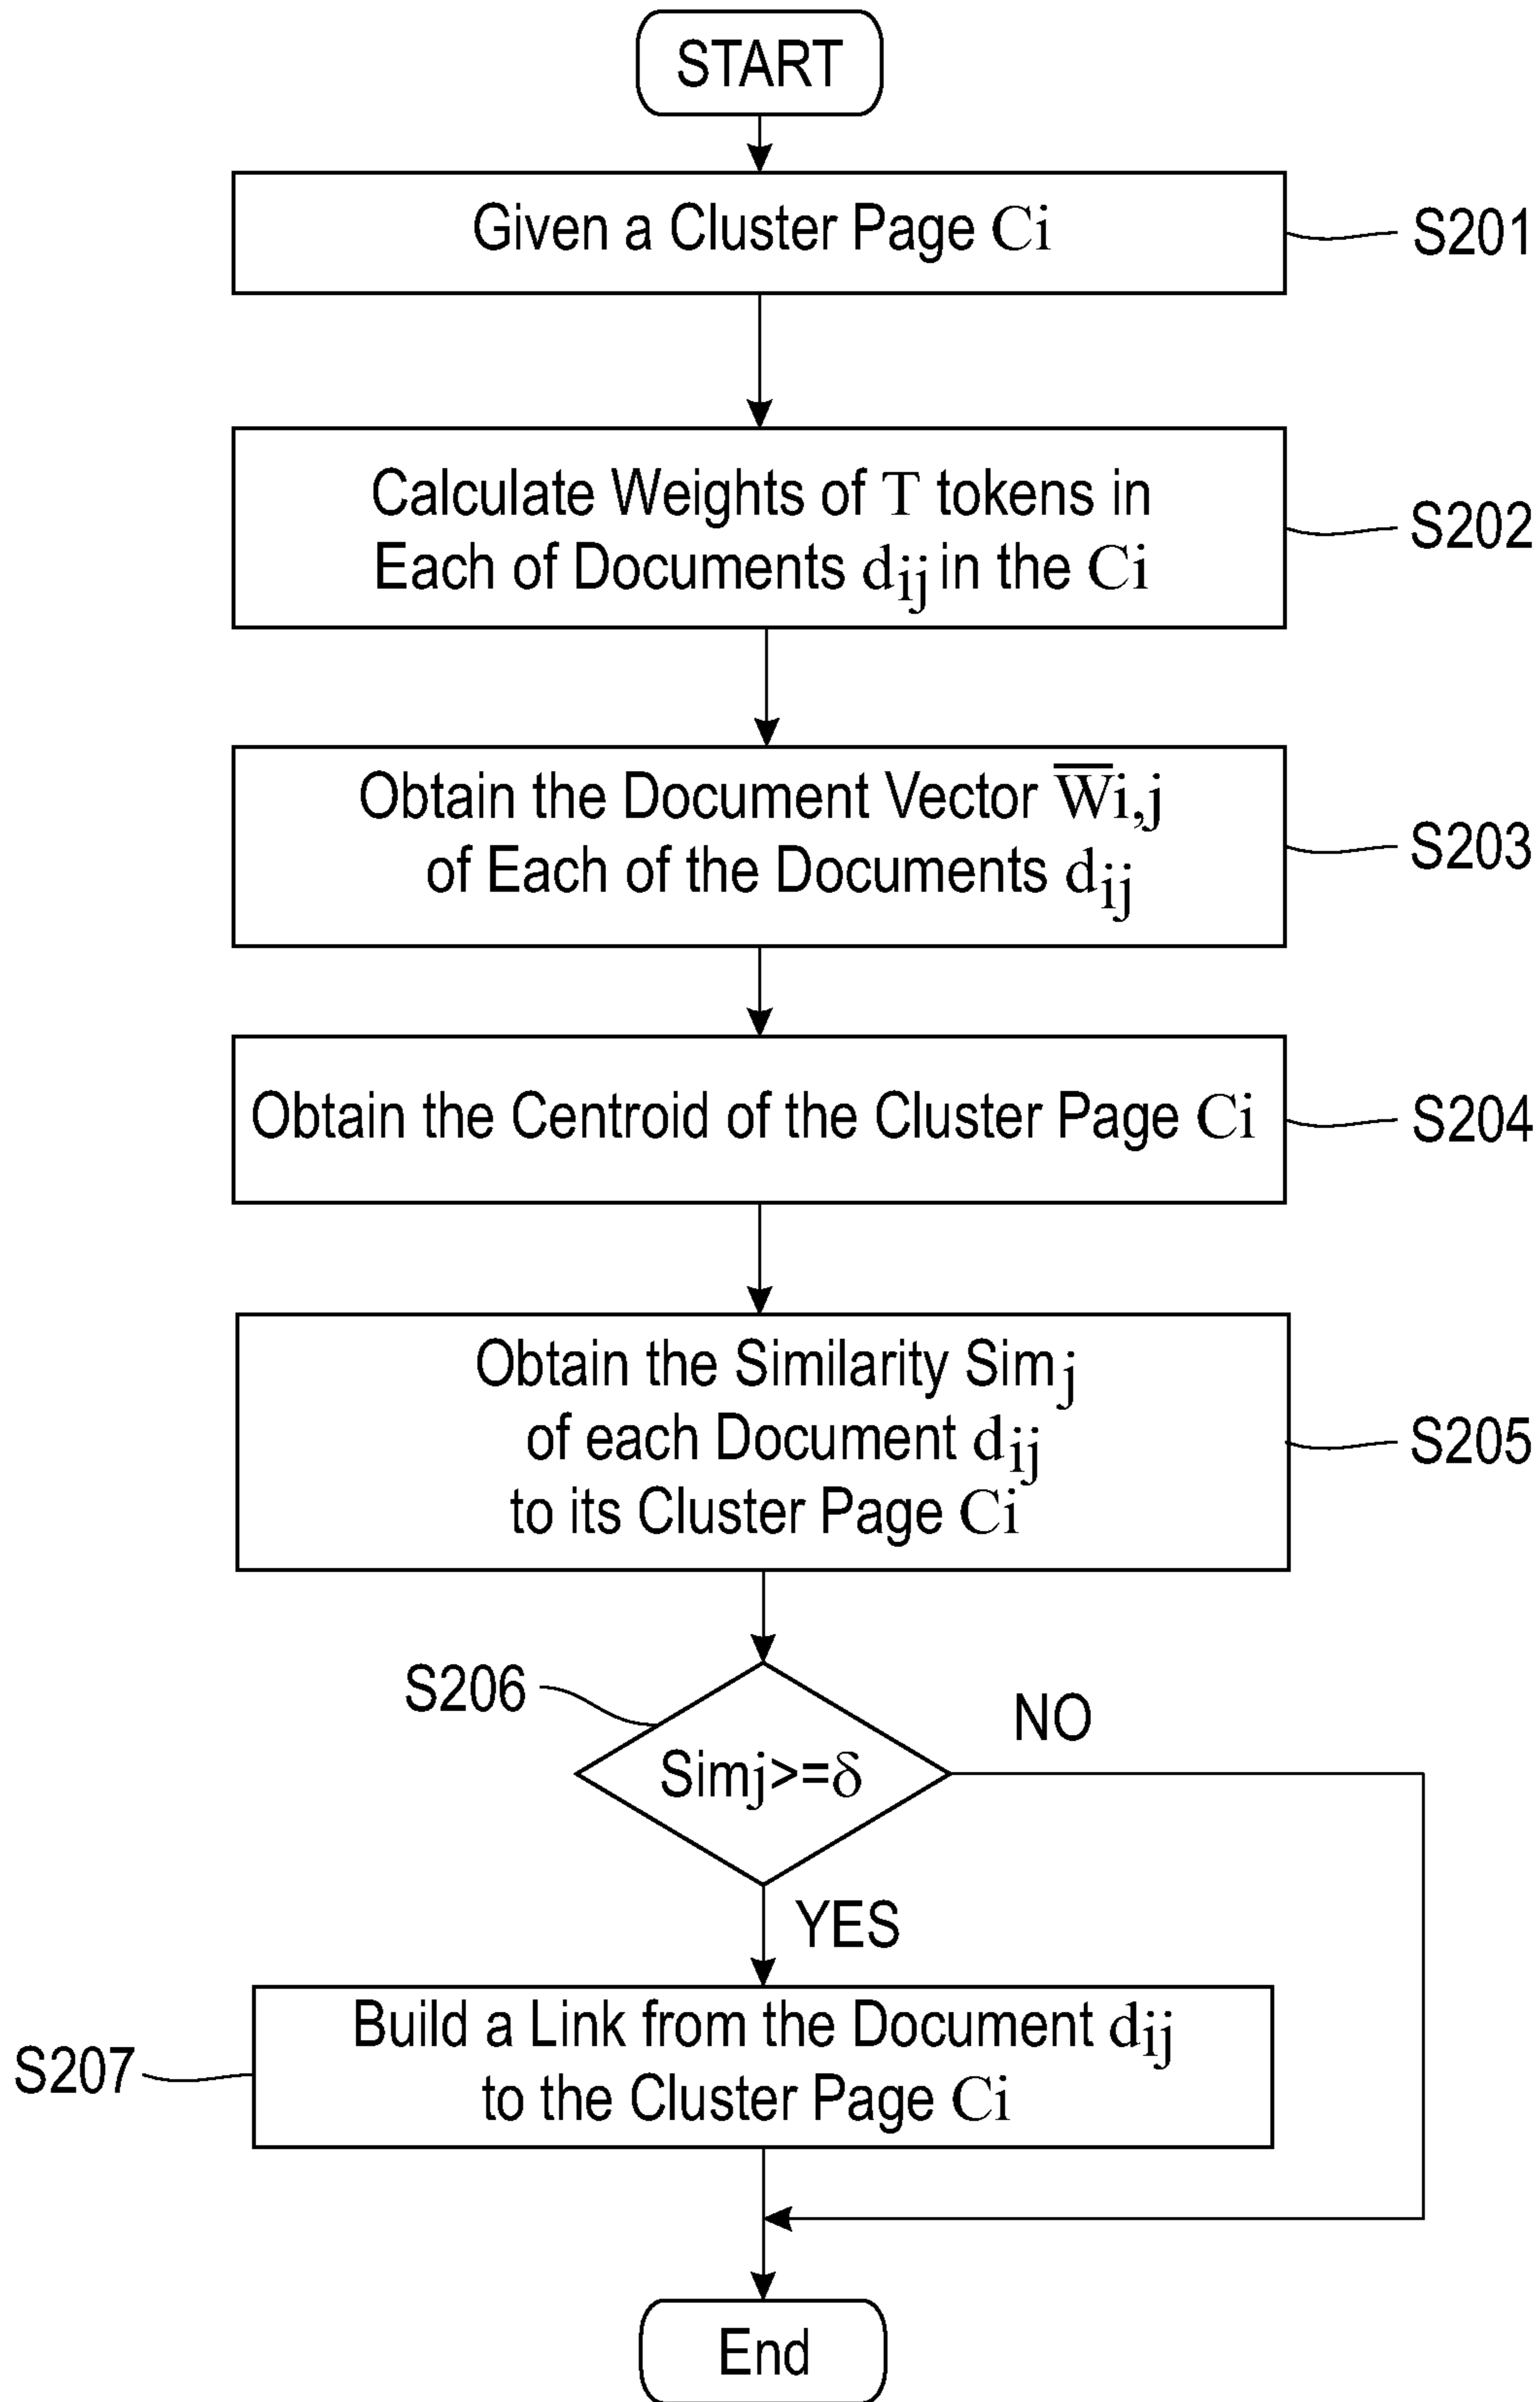 START
Given a Cluster Page Ci
S201
Calculate Weights of T tokens in
Each of Documents dij in the Ci
S202
Obtain the Document Vector W̅i,j
of Each of the Documents dij
S203
Obtain the Centroid of the Cluster Page Ci
S204
Obtain the Similarity Simj
of each Document dij
to its Cluster Page Ci
S205
S206
Simj>=δ
NO
YES
Build a Link from the Document dij
to the Cluster Page Ci
S207
End